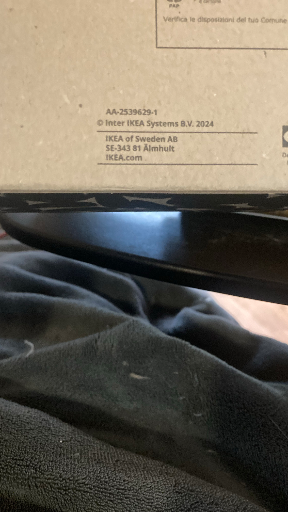 PAP
Verifica le disposizioni del tuo Comune
AA-2539629-1
© Inter IKEA Systems B.V. 2024
IKEA of Sweden AB
SE-343 81 Älmhult
IKEA.com